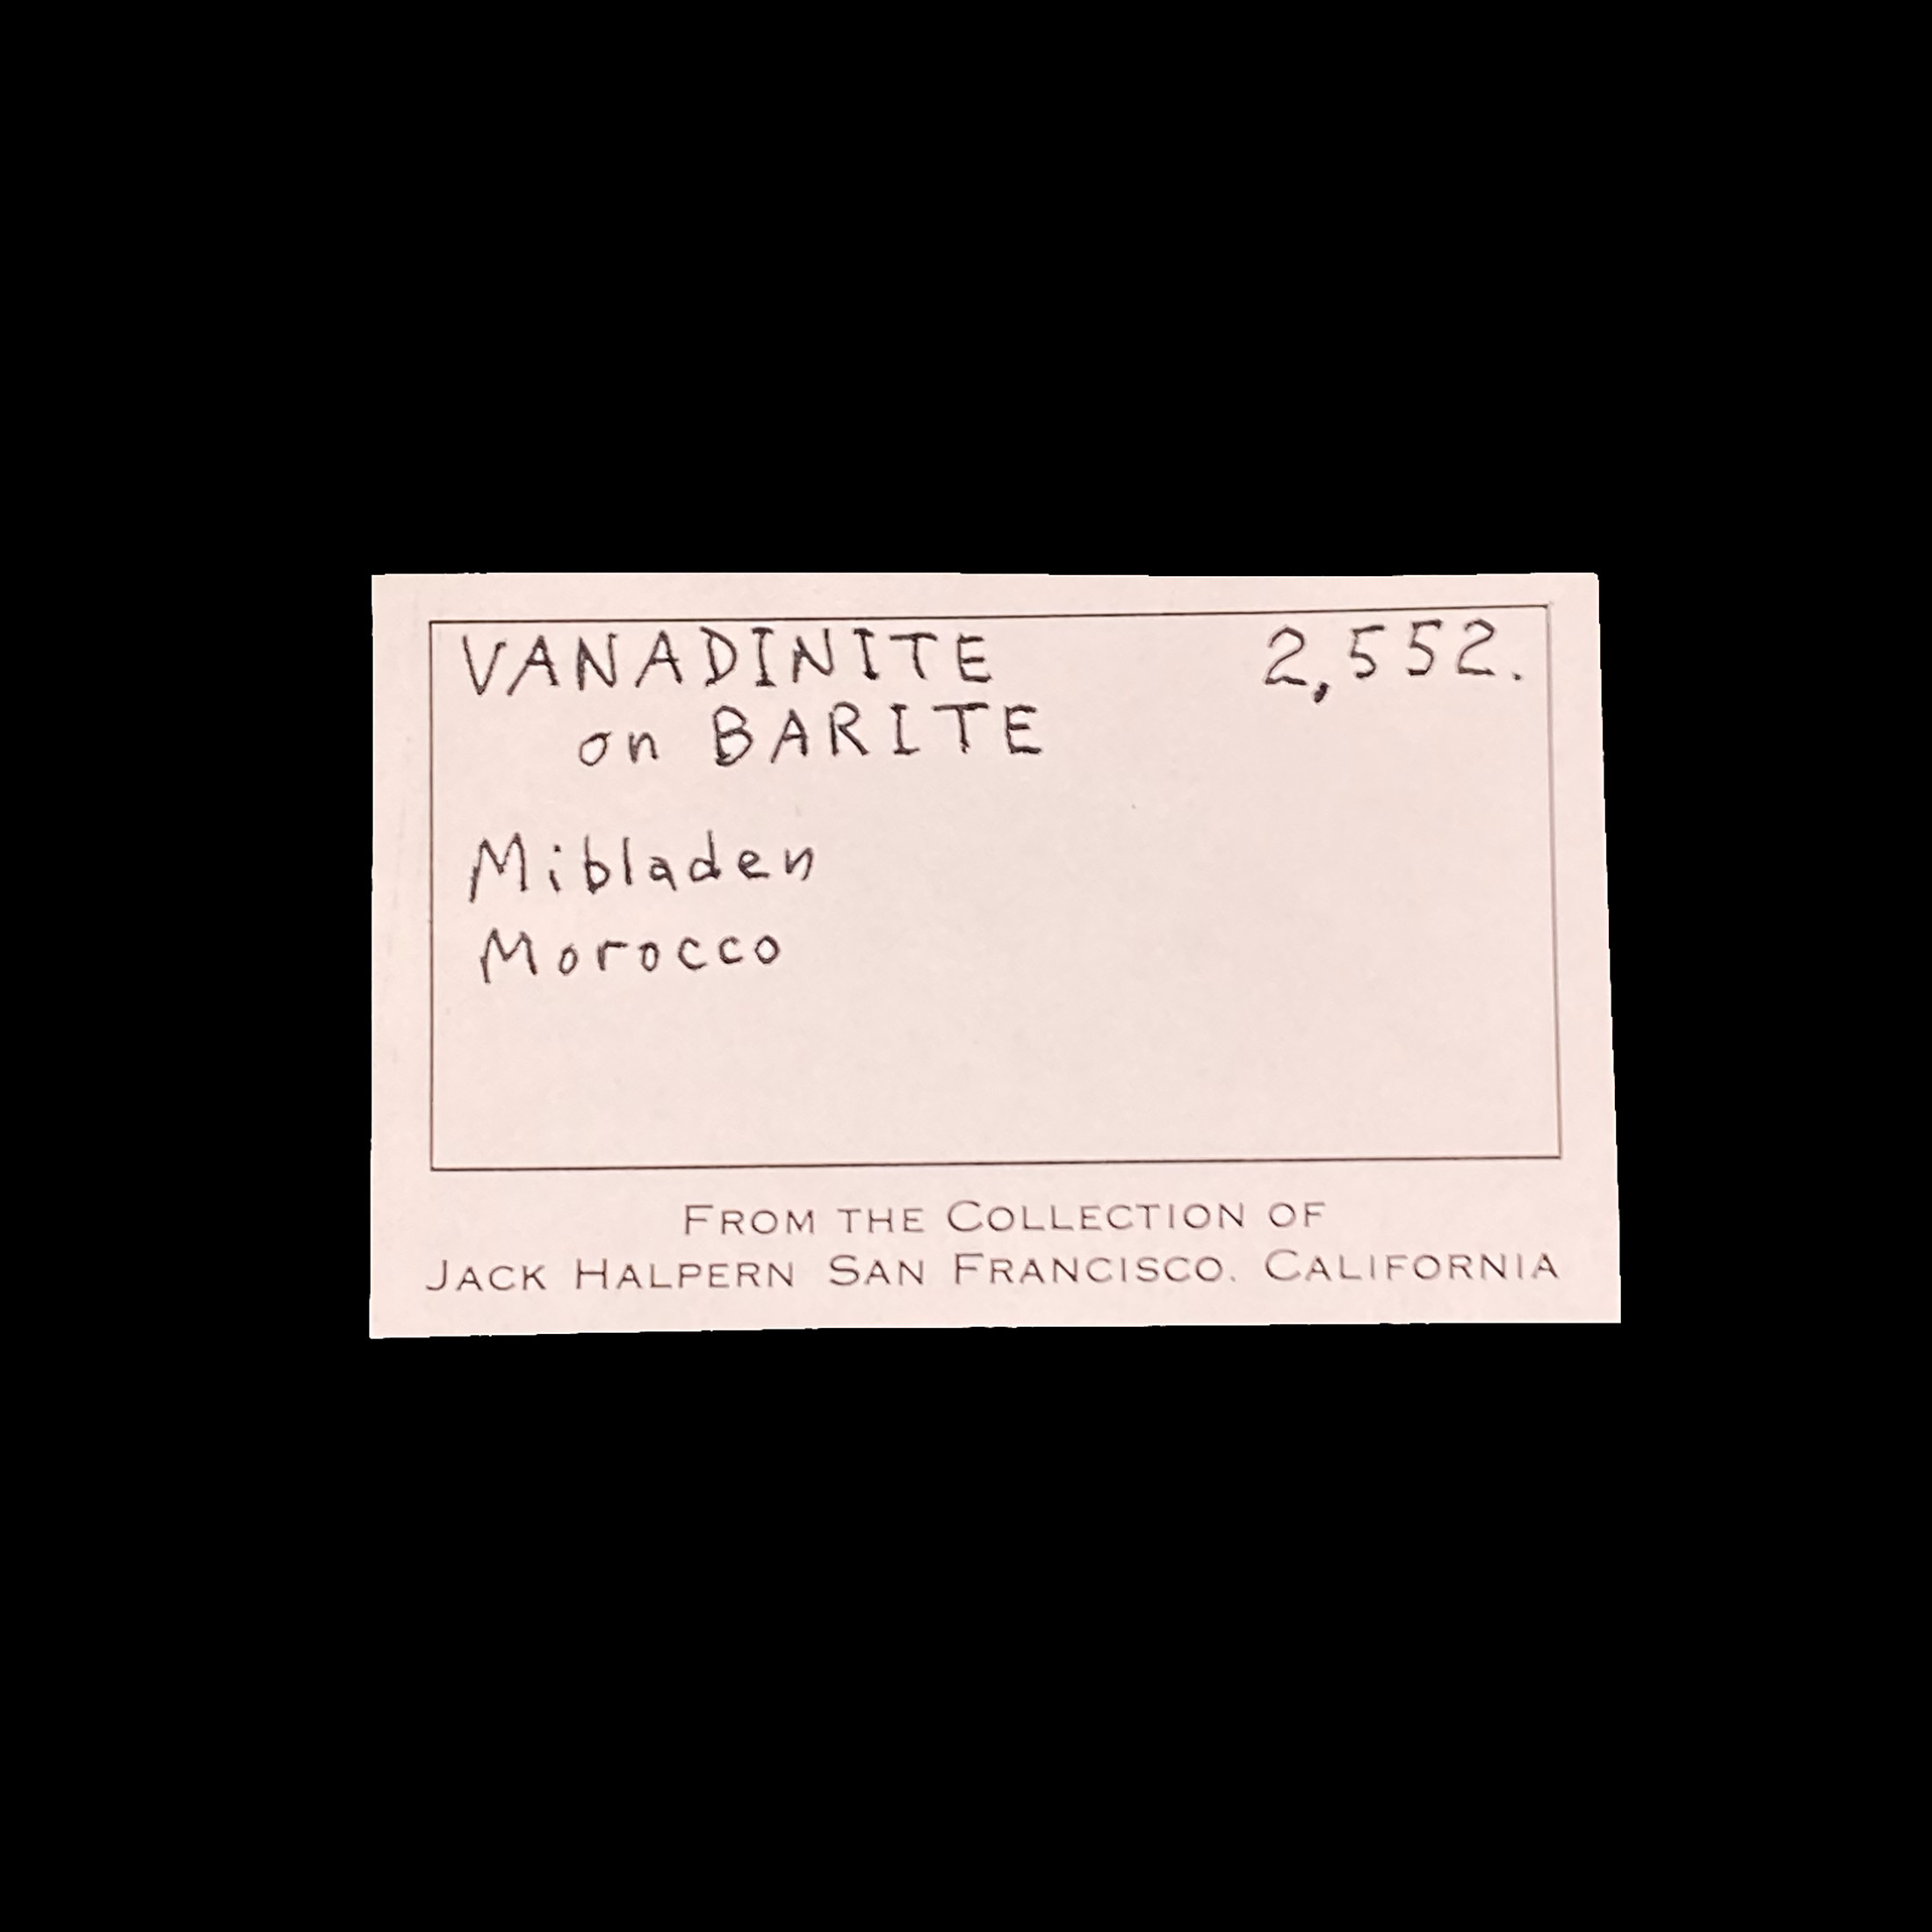 VANADINITE 2,552.
on BARITE
Mibladen
Morocco
FROM THE COLLECTION OF
JACK HALPERN SAN FRANCISCO, CALIFORNIA